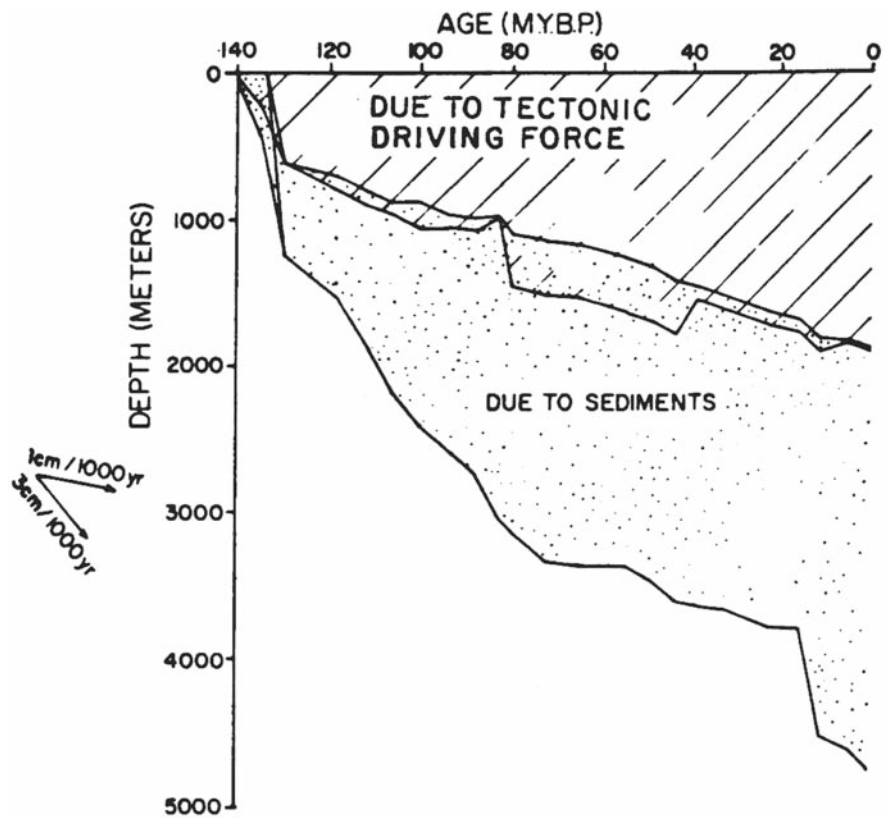 AGE (M.Y.B.P.)
140 120 100 80 60 40 20 0
0
DUE TO TECTONIC
DRIVING FORCE
1000
DEPTH (METERS)
2000
DUE TO SEDIMENTS
1cm/1000yr
3cm/1000yr
3000
4000
5000